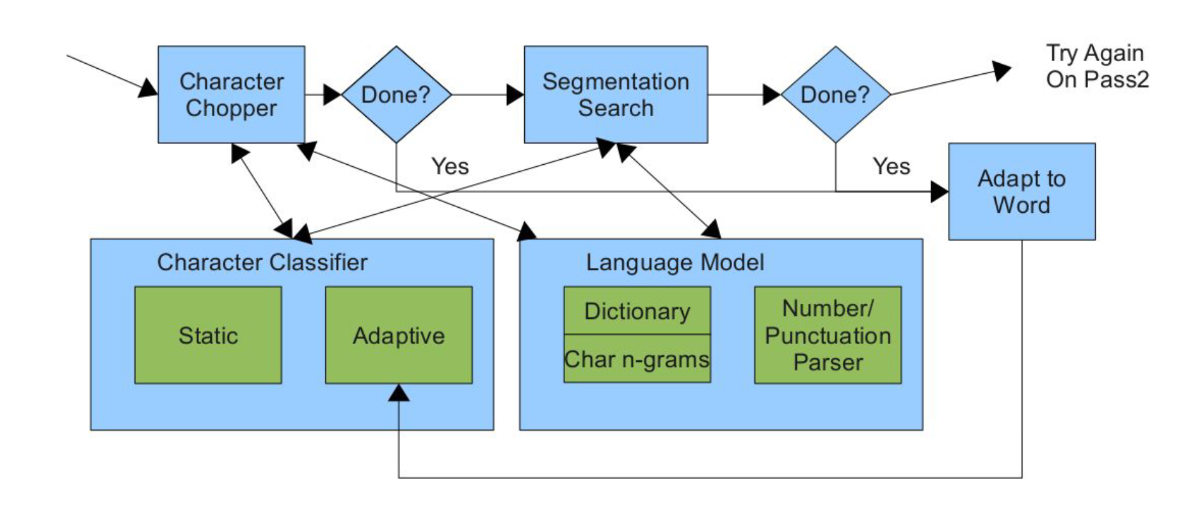 Character
Chopper
Done?
Segmentation
Search
Done?
Try Again
On Pass2
Yes
Yes
Adapt to
Word
Character Classifier
Static
Adaptive
Language Model
Dictionary
Char n-grams
Number/
Punctuation
Parser